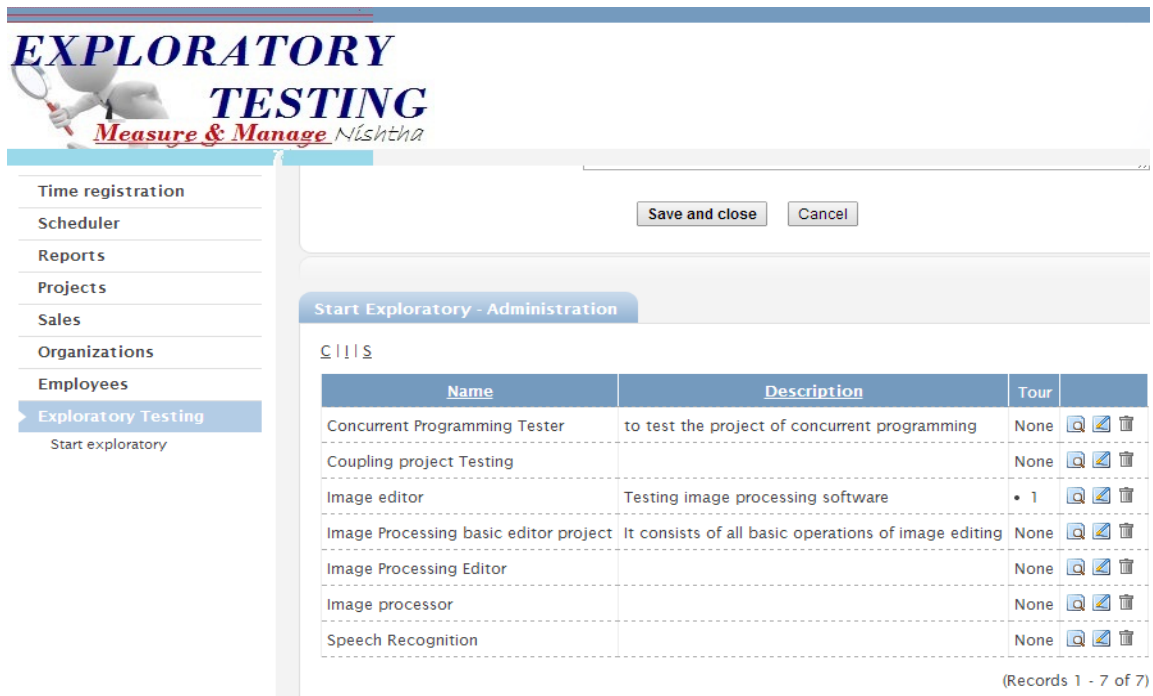 EXPLORATORY
TESTING
Measure & Manage Nishtha
Time registration
Scheduler
Reports
Projects
Sales
Organizations
Employees
Exploratory Testing
Start exploratory
Save and close Cancel
Start Exploratory - Administration
C | I | S
Name Description Tour
Concurrent Programming Tester to test the project of concurrent programming None
Coupling project Testing None
Image editor Testing image processing software • 1
Image Processing basic editor project It consists of all basic operations of image editing None
Image Processing Editor None
Image processor None
Speech Recognition None
(Records 1 - 7 of 7)